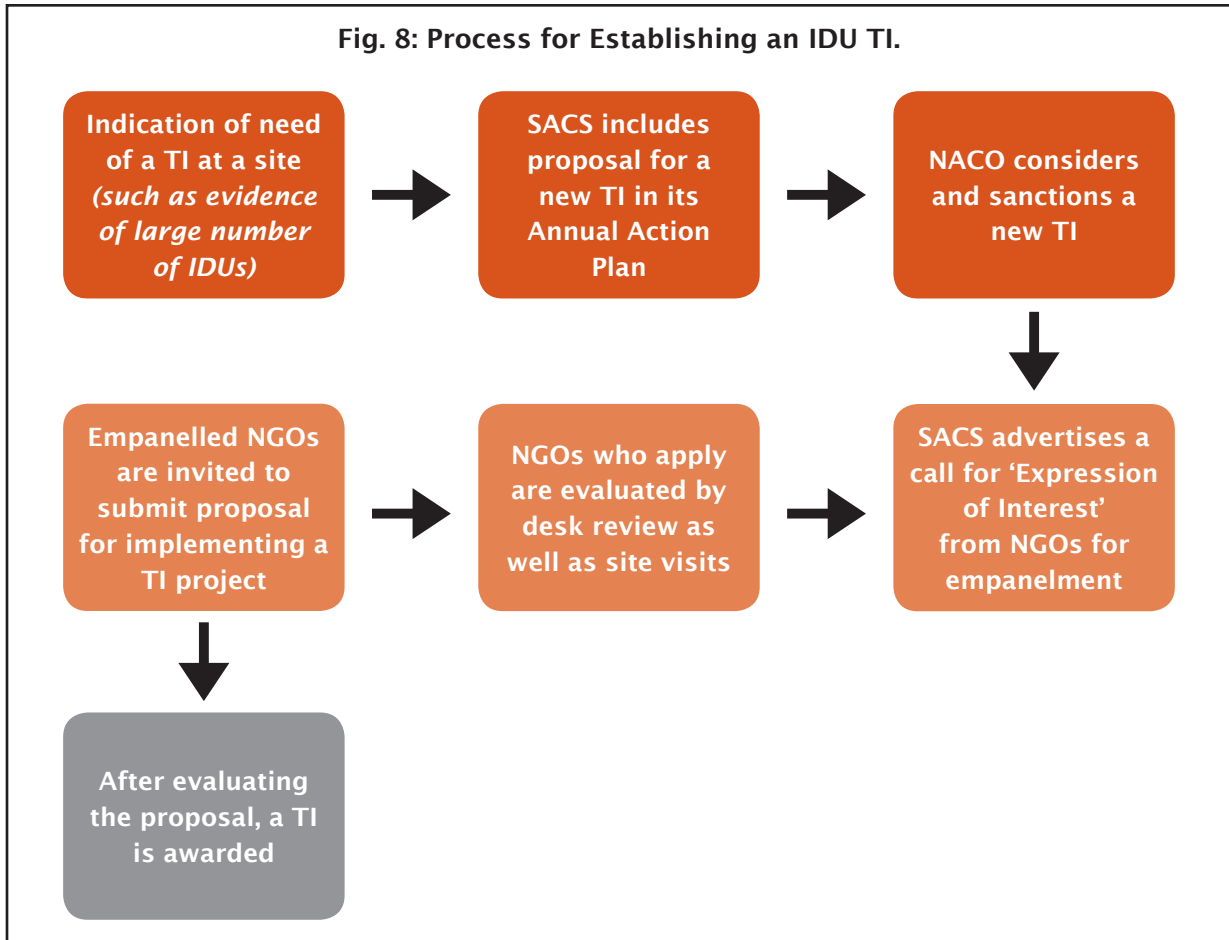 Fig. 8: Process for Establishing an IDU TI.
Indication of need
of a TI at a site
(such as evidence
of large number
of IDUs)
SACS includes
proposal for a
new TI in its
Annual Action
Plan
NACO considers
and sanctions a
new TI
Empanelled NGOs
are invited to
submit proposal
for implementing a
TI project
NGOs who apply
are evaluated by
desk review as
well as site visits
SACS advertises a
call for ‘Expression
of Interest’
from NGOs for
empanelment
After evaluating
the proposal, a TI
is awarded